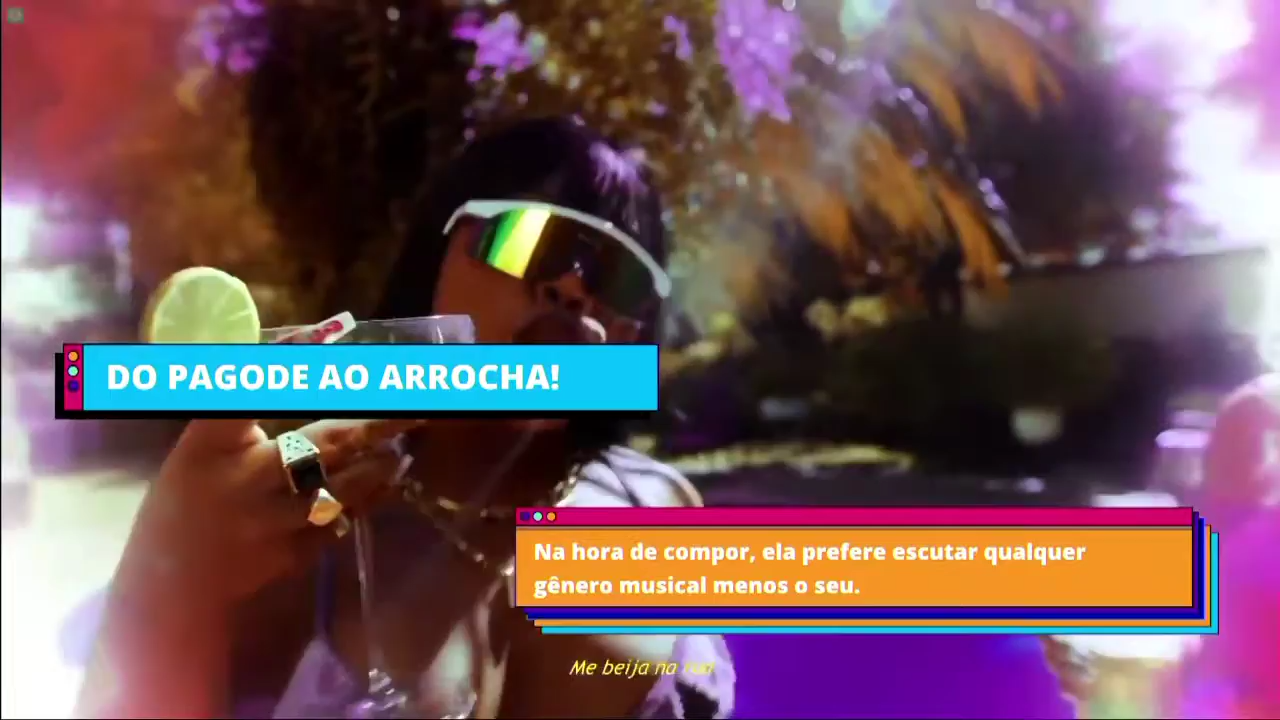 DO PAGODE AO ARROCHA!
Na hora de compor, ela prefere escutar qualquer
gênero musical menos o seu.
Me beija na